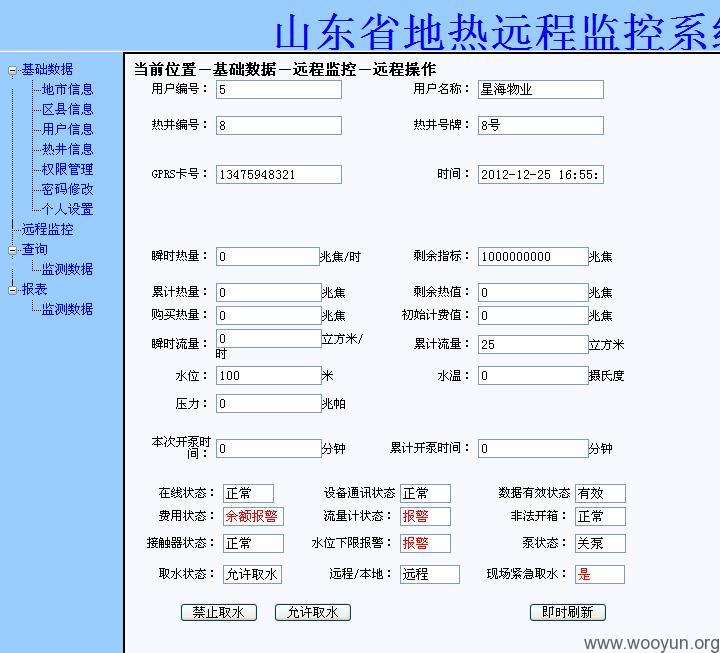 山东省地热远程监控系统
基础数据
地市信息
区县信息
用户信息
热井信息
权限管理
密码修改
个人设置
远程监控
查询
监测数据
报表
监测数据
当前位置－基础数据－远程监控－远程操作
用户编号： 5 用户名称： 星海物业
热井编号： 8 热井号牌： 8号
GPRS卡号： 13475948321 时间： 2012-12-25 16:55:
瞬时热量： 0 兆焦/时 剩余指标： 1000000000 兆焦
累计热量： 0 兆焦 剩余热值： 0 兆焦
购买热量： 0 兆焦 初始计费值： 0 兆焦
瞬时流量： 0 立方米/时 累计流量： 25 立方米
水位： 100 米 水温： 0 摄氏度
压力： 0 兆帕
本次开泵时间： 0 分钟 累计开泵时间： 0 分钟
在线状态： 正常 设备通讯状态 正常 数据有效状态 有效
费用状态： 余额报警 流量计状态： 报警 非法开箱： 正常
接触器状态： 正常 水位下限报警： 报警 泵状态： 关泵
取水状态： 允许取水 远程/本地： 远程 现场紧急取水： 是
禁止取水 允许取水 即时刷新
www.wooyun.org